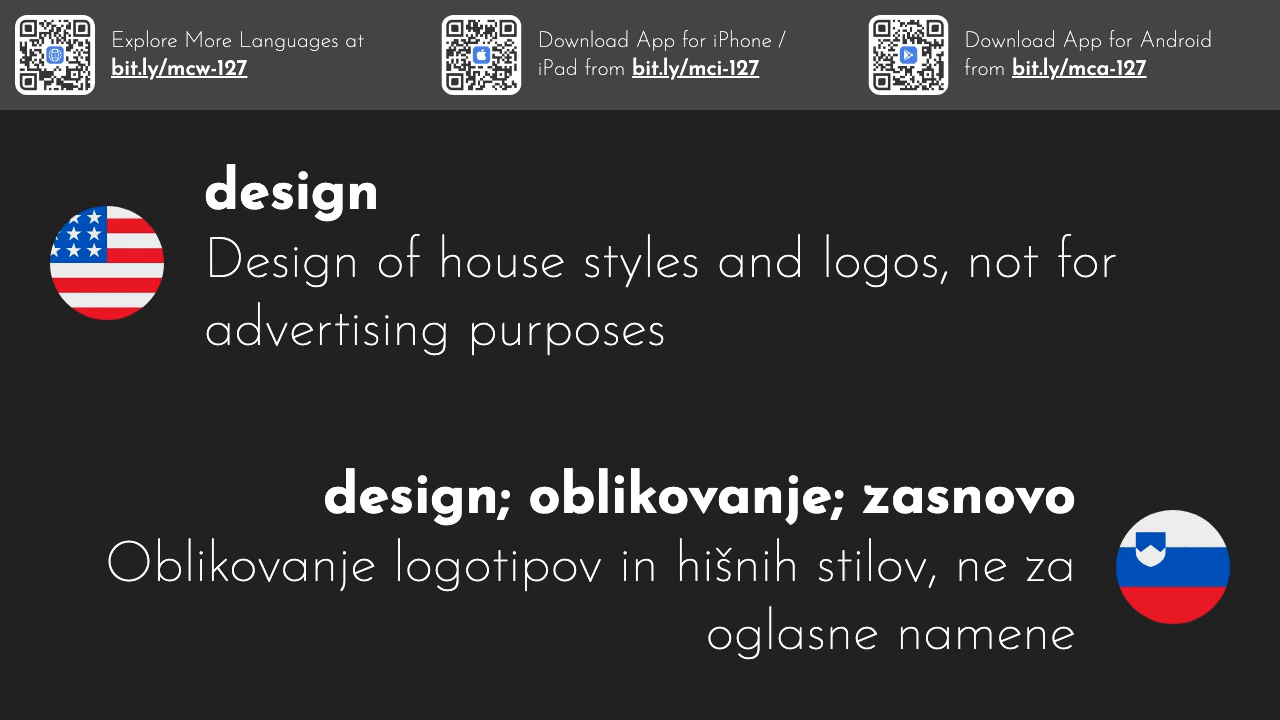 Explore More Languages at
bit.ly/mcw-127
Download App for iPhone /
iPad from bit.ly/mci-127
Download App for Android
from bit.ly/mca-127
design
Design of house styles and logos, not for
advertising purposes
design; oblikovanje; zasnovo
Oblikovanje logotipov in hišnih stilov, ne za
oglasne namene